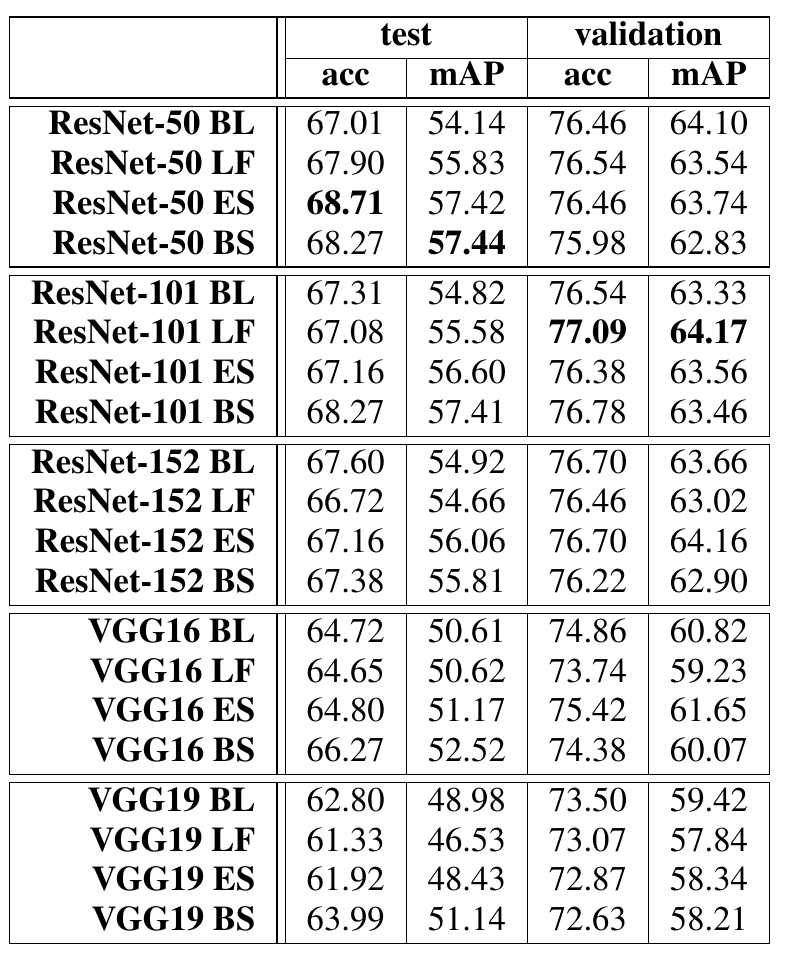 test validation
acc mAP acc mAP
ResNet-50 BL 67.01 54.14 76.46 64.10
ResNet-50 LF 67.90 55.83 76.54 63.54
ResNet-50 ES 68.71 57.42 76.46 63.74
ResNet-50 BS 68.27 57.44 75.98 62.83
ResNet-101 BL 67.31 54.82 76.54 63.33
ResNet-101 LF 67.08 55.58 77.09 64.17
ResNet-101 ES 67.16 56.60 76.38 63.56
ResNet-101 BS 68.27 57.41 76.78 63.46
ResNet-152 BL 67.60 54.92 76.70 63.66
ResNet-152 LF 66.72 54.66 76.46 63.02
ResNet-152 ES 67.16 56.06 76.70 64.16
ResNet-152 BS 67.38 55.81 76.22 62.90
VGG16 BL 64.72 50.61 74.86 60.82
VGG16 LF 64.65 50.62 73.74 59.23
VGG16 ES 64.80 51.17 75.42 61.65
VGG16 BS 66.27 52.52 74.38 60.07
VGG19 BL 62.80 48.98 73.50 59.42
VGG19 LF 61.33 46.53 73.07 57.84
VGG19 ES 61.92 48.43 72.87 58.34
VGG19 BS 63.99 51.14 72.63 58.21